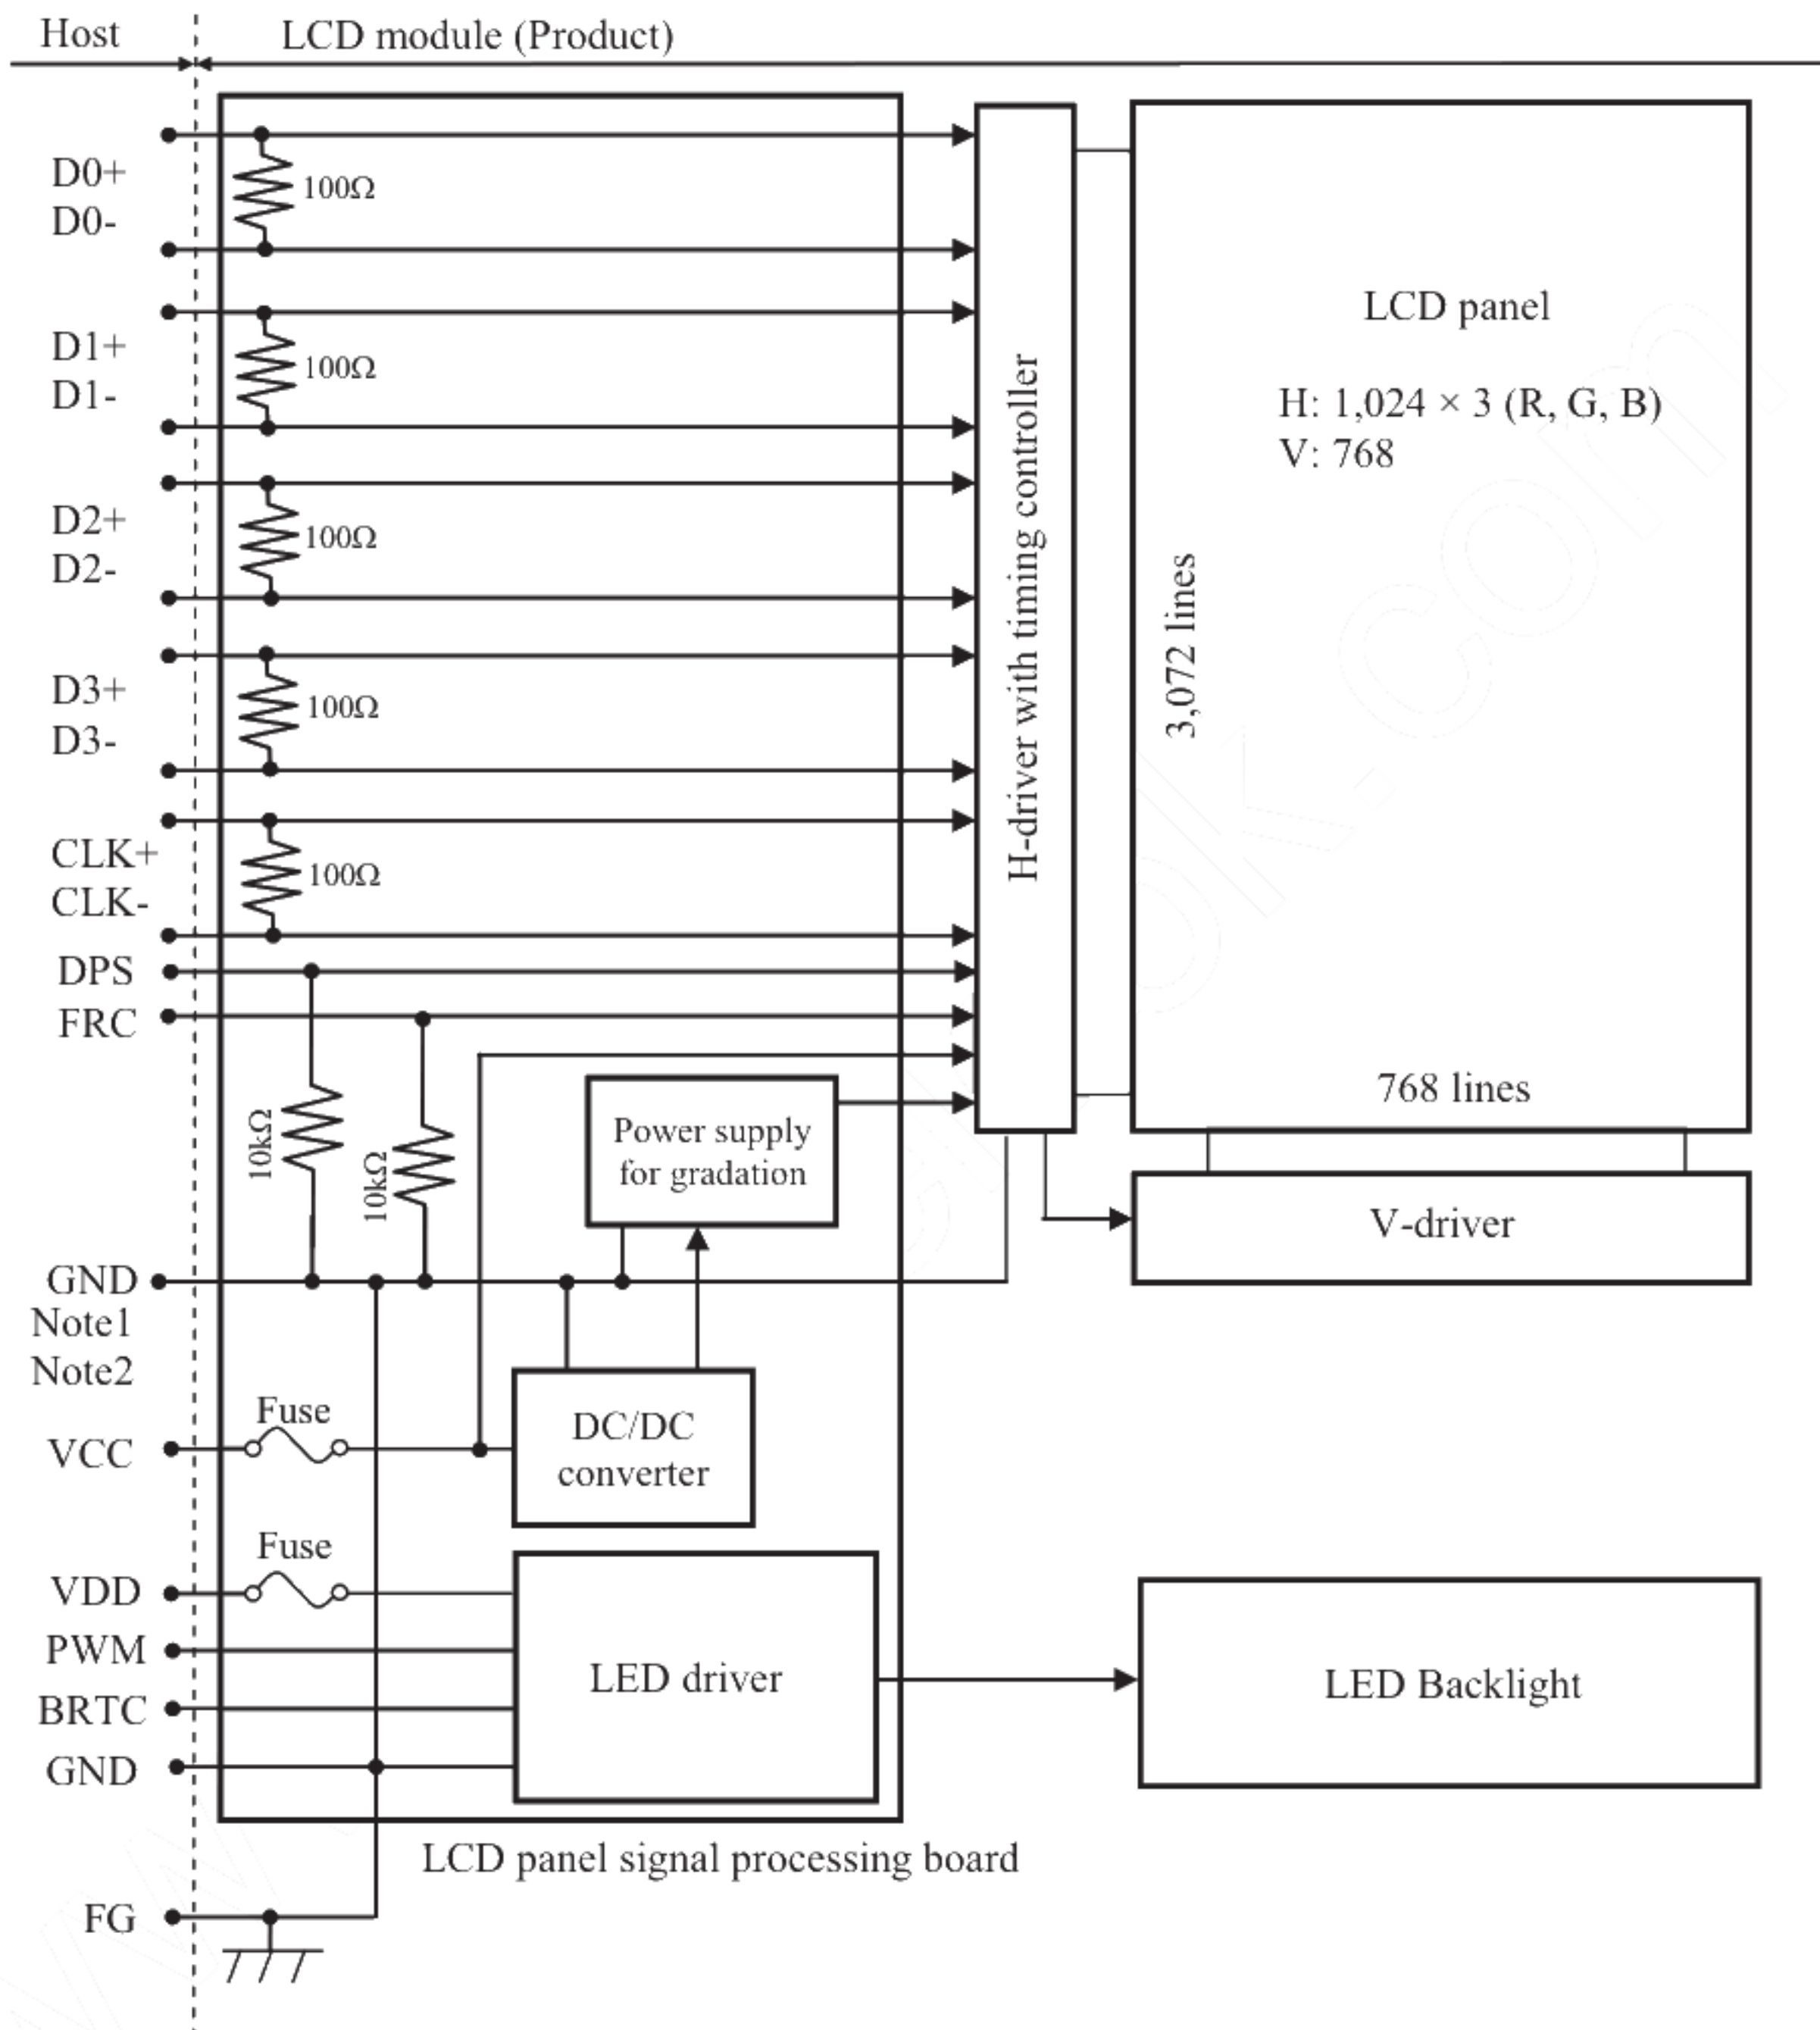 Host
LCD module (Product)
D0+
D0-
100Ω
D1+
D1-
100Ω
D2+
D2-
100Ω
D3+
D3-
100Ω
CLK+
CLK-
100Ω
DPS
FRC
10kΩ
10kΩ
H-driver with timing controller
LCD panel
H: 1,024 × 3 (R, G, B)
V: 768
3,072 lines
768 lines
Power supply
for gradation
V-driver
GND
Note1
Note2
Fuse
VCC
DC/DC
converter
Fuse
VDD
PWM
BRTC
GND
LED driver
LED Backlight
LCD panel signal processing board
FG